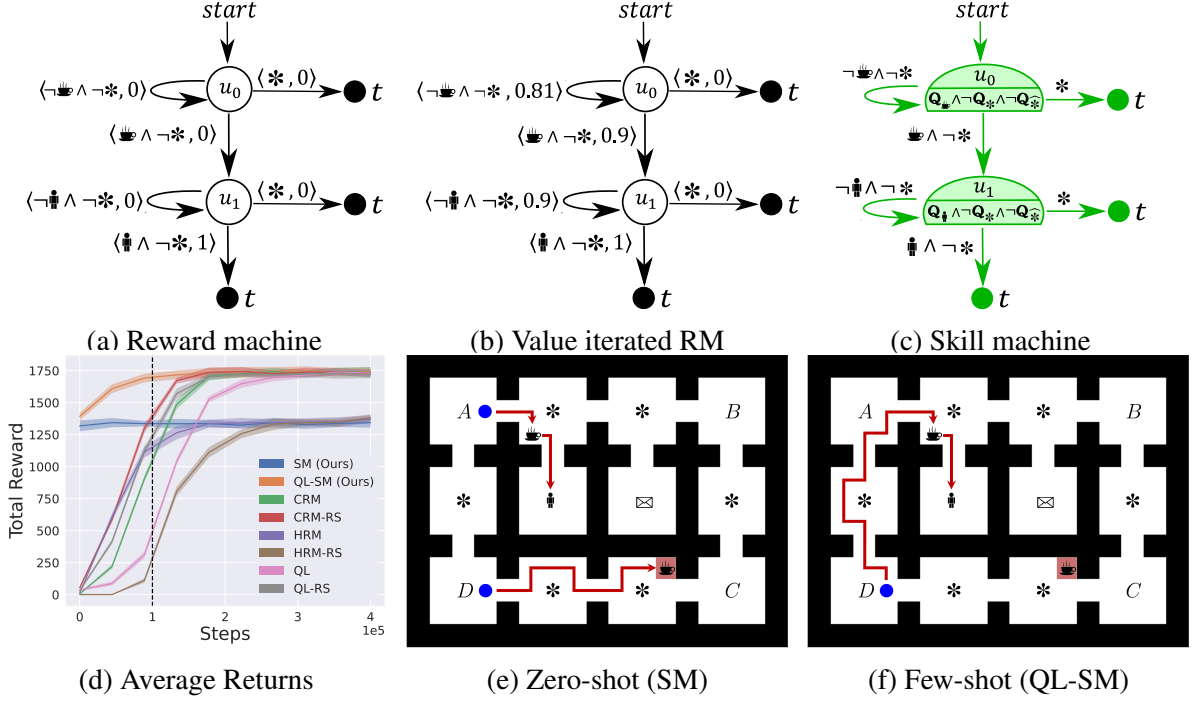 start
⟨¬☕∧¬✻, 0⟩
u₀
⟨✻, 0⟩
t
⟨☕∧¬✻, 0⟩
⟨¬🚹∧¬✻, 0⟩
u₁
⟨✻, 0⟩
t
⟨🚹∧¬✻, 1⟩
t
(a) Reward machine
start
⟨¬☕∧¬✻, 0.81⟩
u₀
⟨✻, 0⟩
t
⟨☕∧¬✻, 0.9⟩
⟨¬🚹∧¬✻, 0.9⟩
u₁
⟨✻, 0⟩
t
⟨🚹∧¬✻, 1⟩
t
(b) Value iterated RM
start
¬☕∧¬✻
u₀
Q☕∧¬Q✻∧¬Q✻̂
✻
t
☕∧¬✻
¬🚹∧¬✻
u₁
Q🚹∧¬Q✻∧¬Q✻̂
✻
t
🚹∧¬✻
t
(c) Skill machine
Total Reward
1750
1500
1250
1000
750
500
250
0
SM (Ours)
QL-SM (Ours)
CRM
CRM-RS
HRM
HRM-RS
QL
QL-RS
0 1 2 3 4
Steps 1e5
(d) Average Returns
A ✻ ✻ B
✻ ✻
D ✻ ✻ C
(e) Zero-shot (SM)
A ✻ ✻ B
✻ ✻
D ✻ ✻ C
(f) Few-shot (QL-SM)